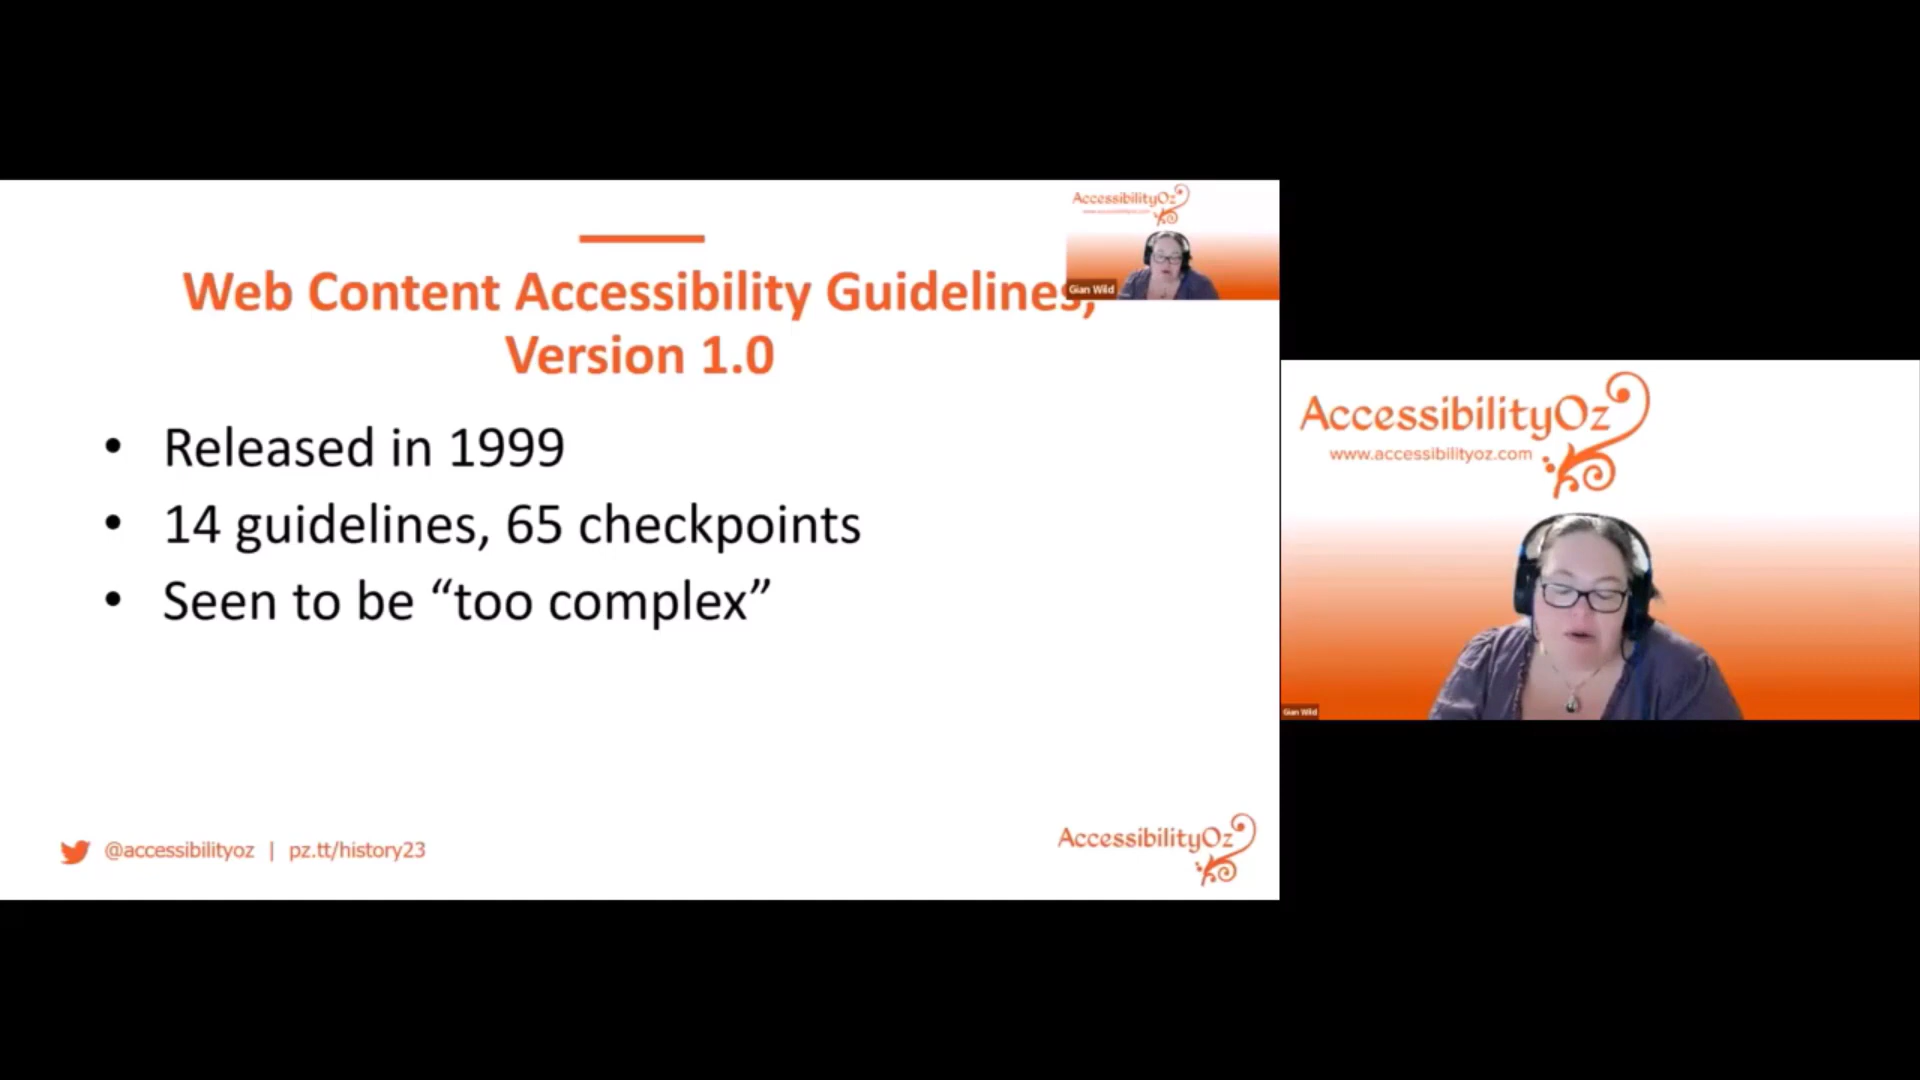 AccessibilityOz
Gian Wild
Web Content Accessibility Guidelines,
Version 1.0
• Released in 1999
• 14 guidelines, 65 checkpoints
• Seen to be “too complex”
@accessibilityoz | pz.tt/history23
AccessibilityOz
AccessibilityOz
www.accessibilityoz.com
Gian Wild